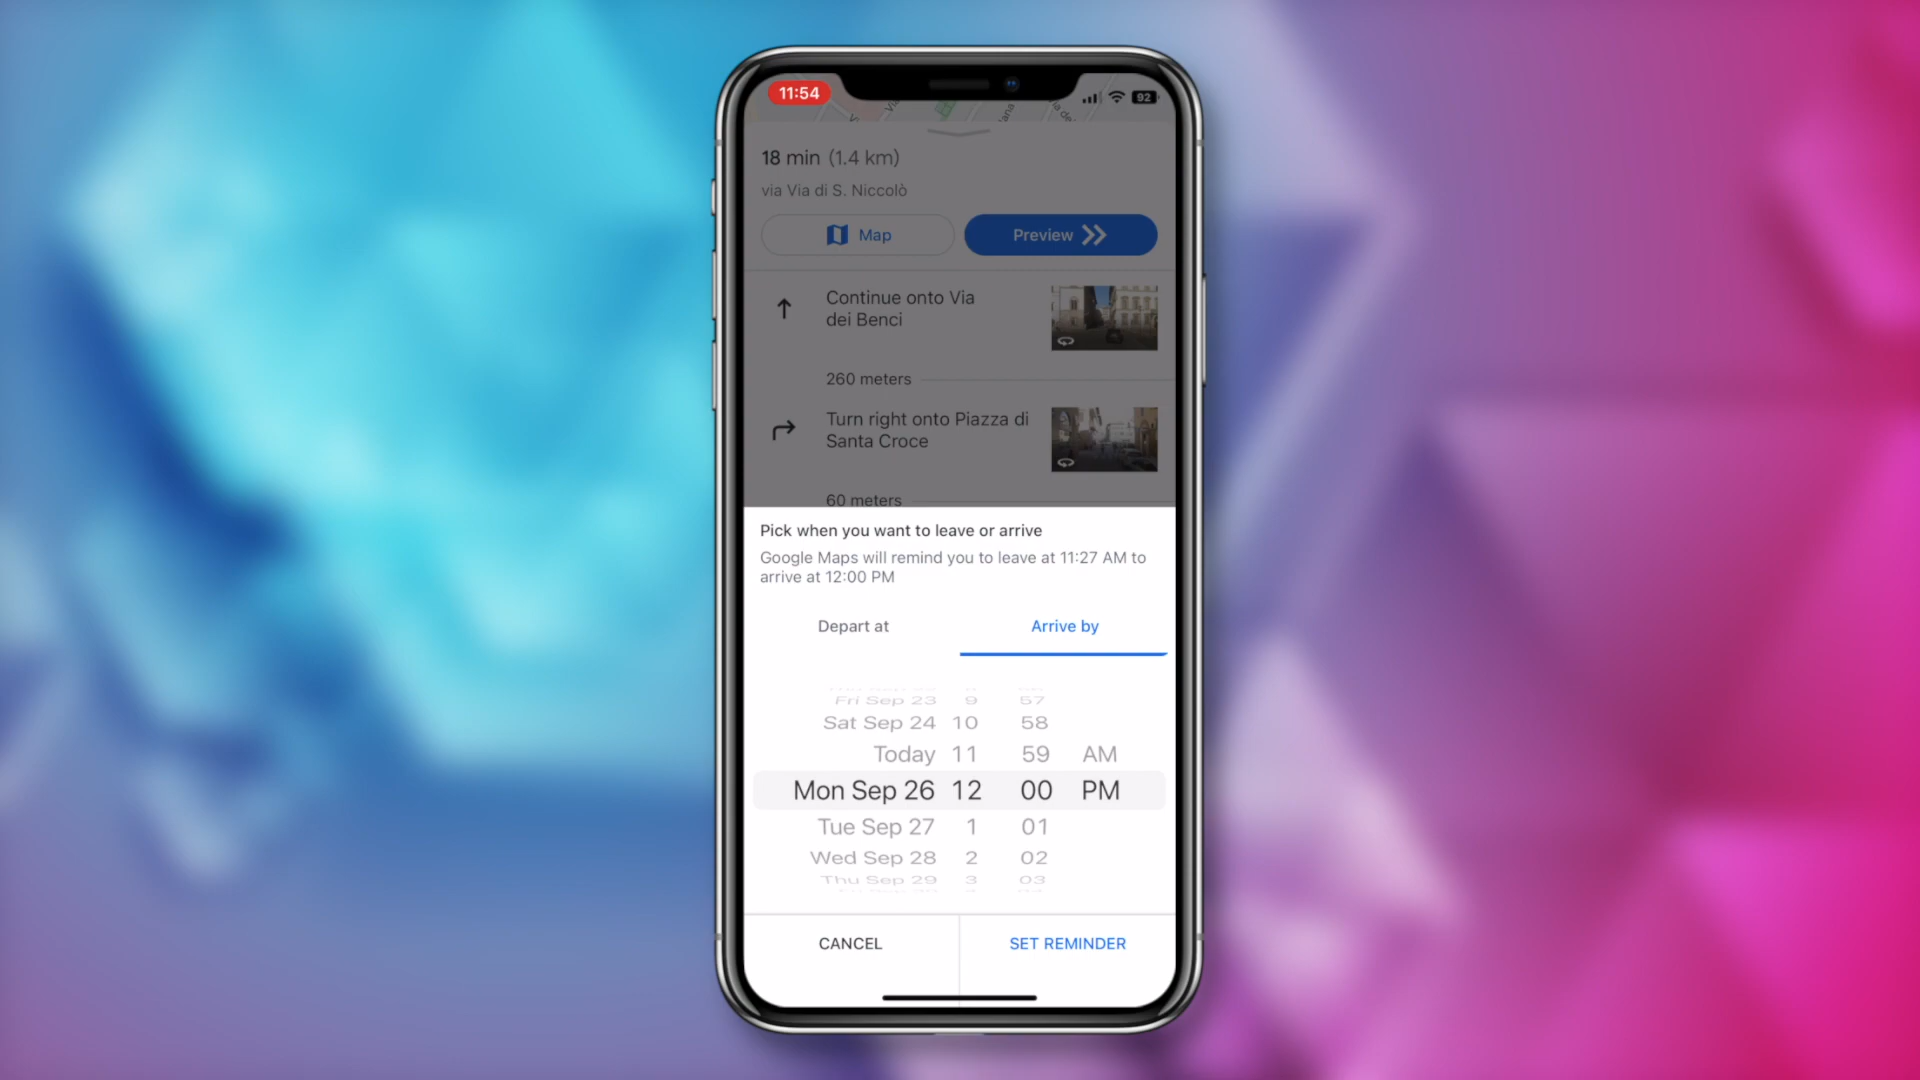 11:54
92
18 min (1.4 km)
via Via di S. Niccolò
Map
Preview
Continue onto Via
dei Benci
260 meters
Turn right onto Piazza di
Santa Croce
60 meters
Pick when you want to leave or arrive
Google Maps will remind you to leave at 11:27 AM to
arrive at 12:00 PM
Depart at
Arrive by
Fri Sep 23 9 57
Sat Sep 24 10 58
Today 11 59 AM
Mon Sep 26 12 00 PM
Tue Sep 27 1 01
Wed Sep 28 2 02
Thu Sep 29 3 03
CANCEL
SET REMINDER